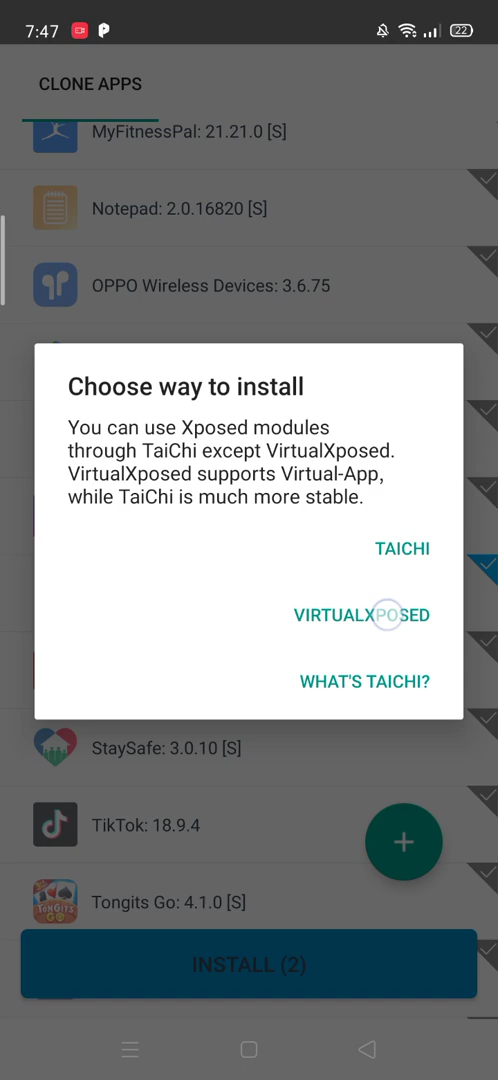 7:47
22
CLONE APPS
MyFitnessPal: 21.21.0 [S]
Notepad: 2.0.16820 [S]
OPPO Wireless Devices: 3.6.75
Choose way to install
You can use Xposed modules
through TaiChi except VirtualXposed.
VirtualXposed supports Virtual-App,
while TaiChi is much more stable.
TAICHI
VIRTUALXPOSED
WHAT'S TAICHI?
StaySafe: 3.0.10 [S]
TikTok: 18.9.4
Tongits Go: 4.1.0 [S]
TONGITS
GO
INSTALL (2)